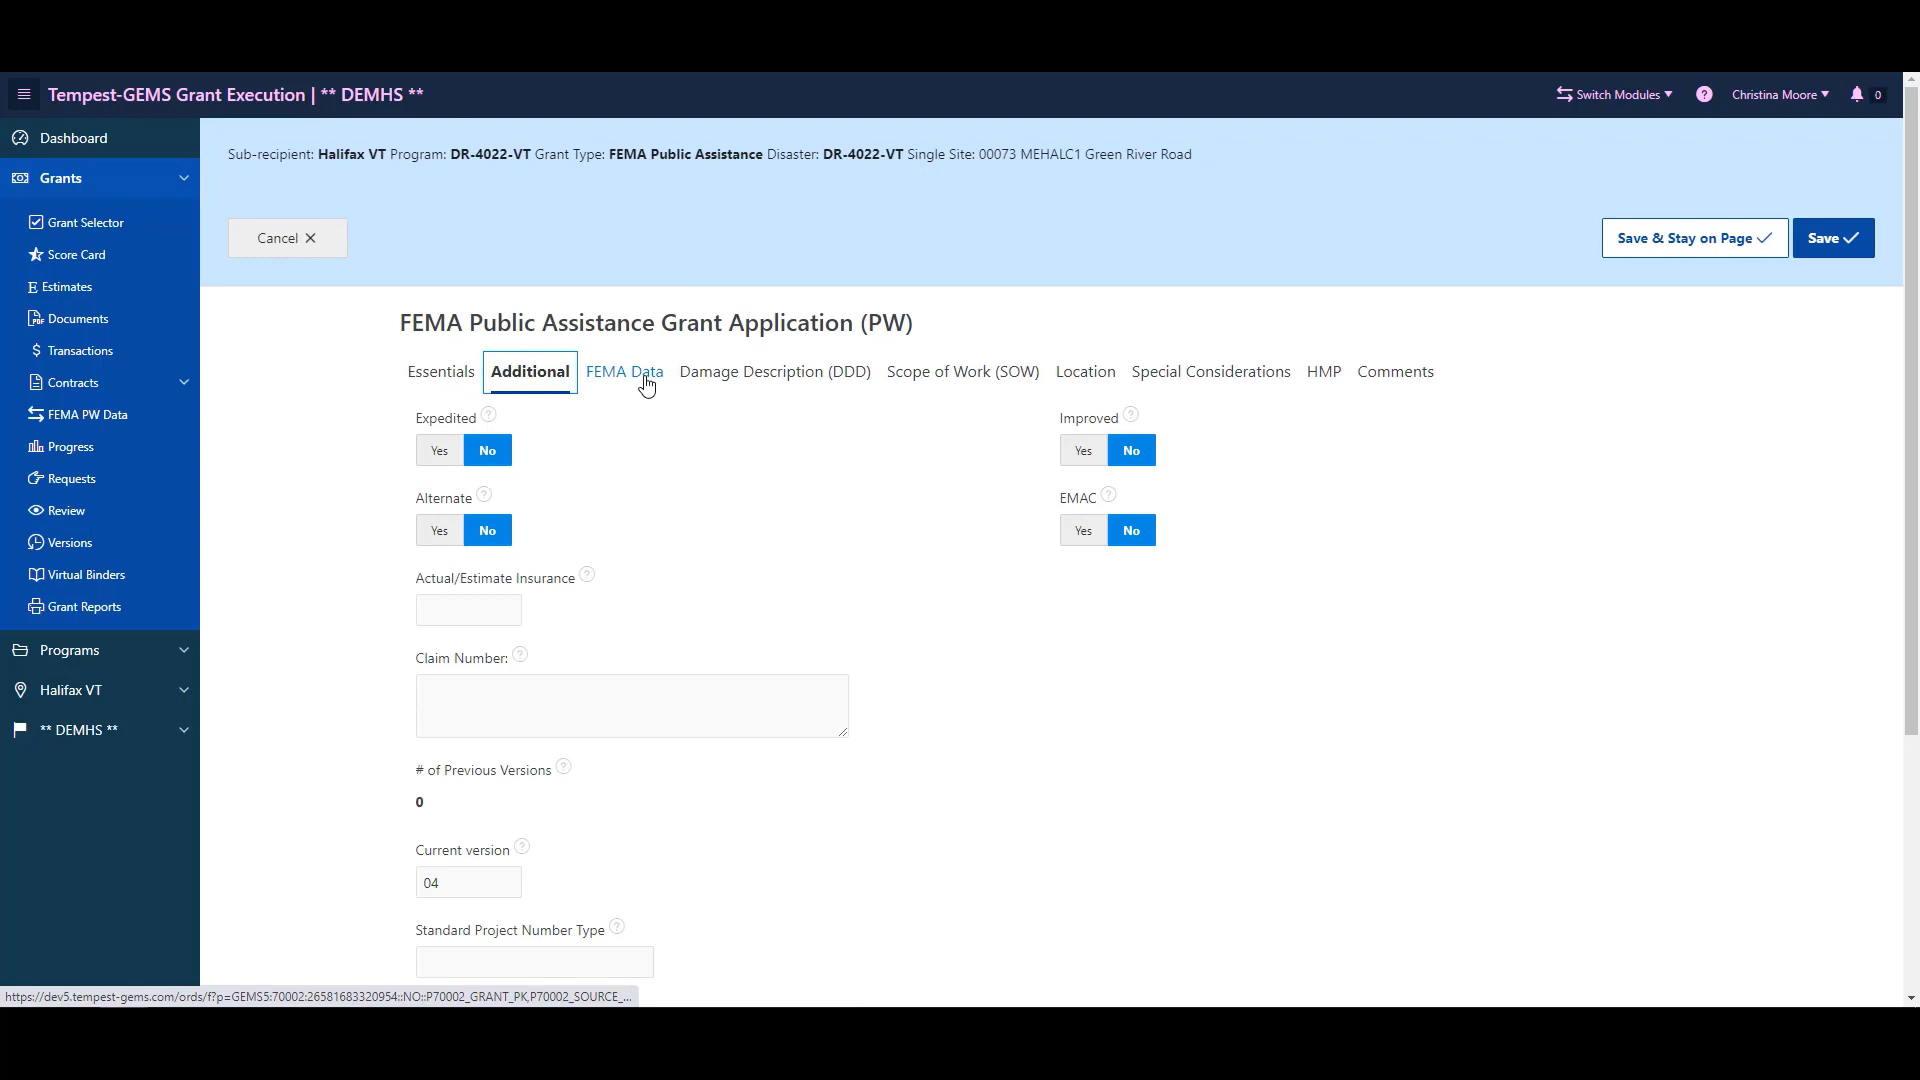 Tempest-GEMS Grant Execution | ** DEMHS **
Switch Modules
?
Christina Moore
0
Dashboard
Grants
Grant Selector
Score Card
Estimates
Documents
Transactions
Contracts
FEMA PW Data
Progress
Requests
Review
Versions
Virtual Binders
Grant Reports
Programs
Halifax VT
** DEMHS **
Sub-recipient: Halifax VT Program: DR-4022-VT Grant Type: FEMA Public Assistance Disaster: DR-4022-VT Single Site: 00073 MEHALC1 Green River Road
Cancel
Save & Stay on Page
Save
FEMA Public Assistance Grant Application (PW)
Essentials Additional FEMA Data Damage Description (DDD) Scope of Work (SOW) Location Special Considerations HMP Comments
Expedited ?
Yes No
Improved ?
Yes No
Alternate ?
Yes No
EMAC ?
Yes No
Actual/Estimate Insurance ?
Claim Number: ?
# of Previous Versions ?
0
Current version ?
04
Standard Project Number Type ?
https://dev5.tempest-gems.com/ords/f?p=GEMS5:70002:26581683320954::NO::P70002_GRANT_PK,P70002_SOURCE_...